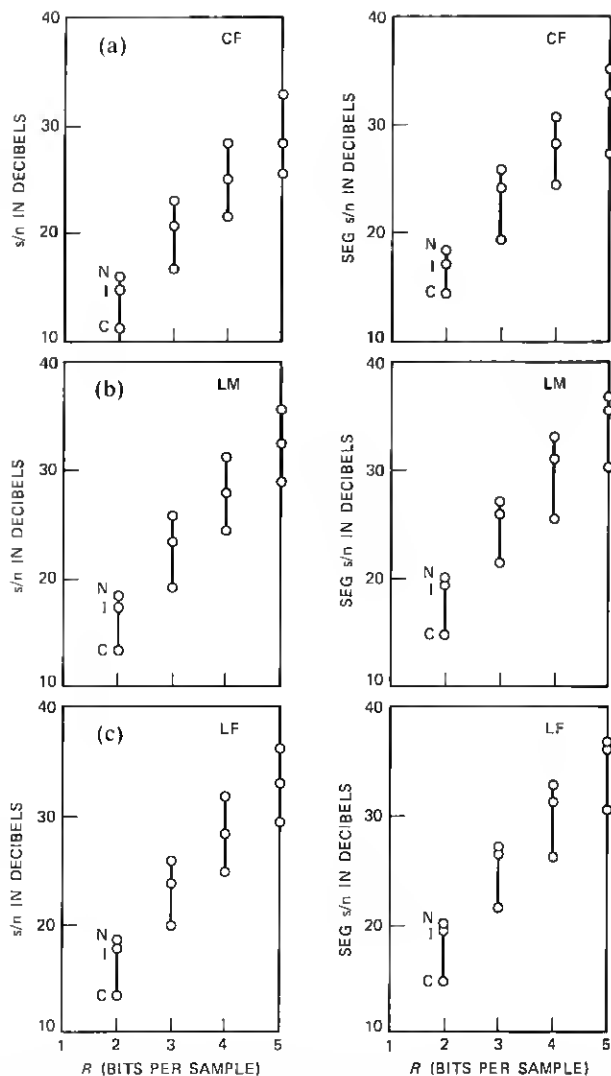 (a)
CF
40
30
20
10
s/n IN DECIBELS
N
I
C
40
30
20
10
SEG s/n IN DECIBELS
N
I
C
(b)
LM
40
30
20
10
s/n IN DECIBELS
N
I
C
LM
40
30
20
10
SEG s/n IN DECIBELS
N
I
C
(c)
LF
40
30
20
10
s/n IN DECIBELS
N
I
C
1 2 3 4 5
R (BITS PER SAMPLE)
LF
40
30
20
10
SEG s/n IN DECIBELS
N
I
C
1 2 3 4 5
R (BITS PER SAMPLE)
CF